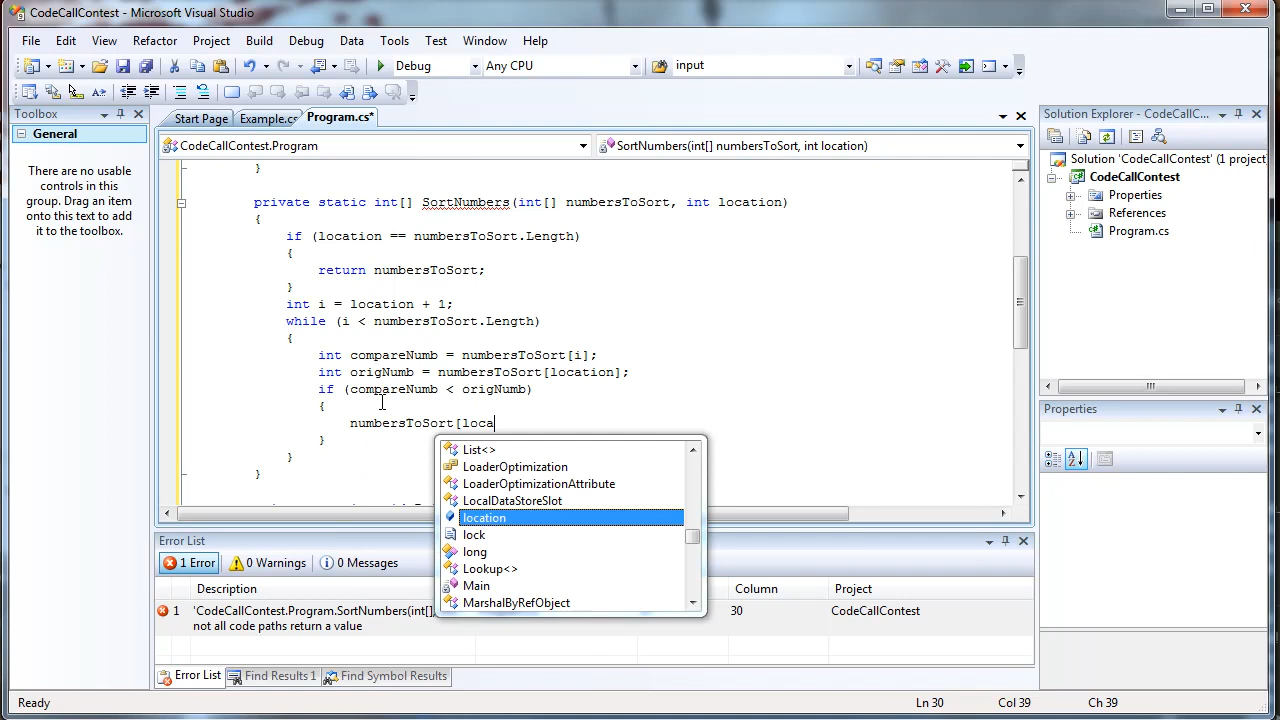 CodeCallContest - Microsoft Visual Studio
File Edit View Refactor Project Build Debug Data Tools Test Window Help
Debug Any CPU input
Toolbox
General
There are no usable
controls in this
group. Drag an item
onto this text to add
it to the toolbox.
Start Page Example.cs Program.cs*
CodeCallContest.Program SortNumbers(int[] numbersToSort, int location)
}
private static int[] SortNumbers(int[] numbersToSort, int location)
{
if (location == numbersToSort.Length)
{
return numbersToSort;
}
int i = location + 1;
while (i < numbersToSort.Length)
{
int compareNumb = numbersToSort[i];
int origNumb = numbersToSort[location];
if (compareNumb < origNumb)
{
numbersToSort[loca
}
}
}
List<>
LoaderOptimization
LoaderOptimizationAttribute
LocalDataStoreSlot
location
lock
long
Lookup<>
Main
MarshalByRefObject
Solution Explorer - CodeCallC...
Solution 'CodeCallContest' (1 project)
CodeCallContest
Properties
References
Program.cs
Properties
Error List
1 Error 0 Warnings 0 Messages
Description Column Project
1 'CodeCallContest.Program.SortNumbers(int[], 30 CodeCallContest
not all code paths return a value
Error List Find Results 1 Find Symbol Results
Ready Ln 30 Col 39 Ch 39